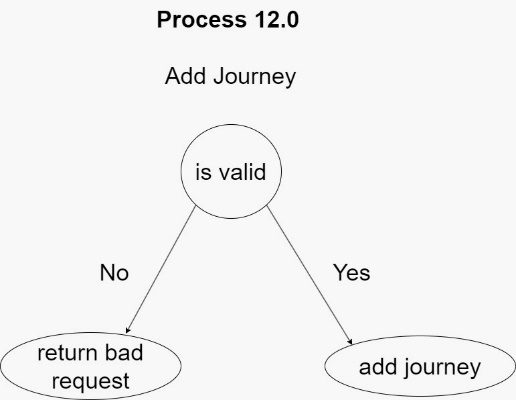 Process 12.0
Add Journey
is valid
No
Yes
return bad
request
add journey